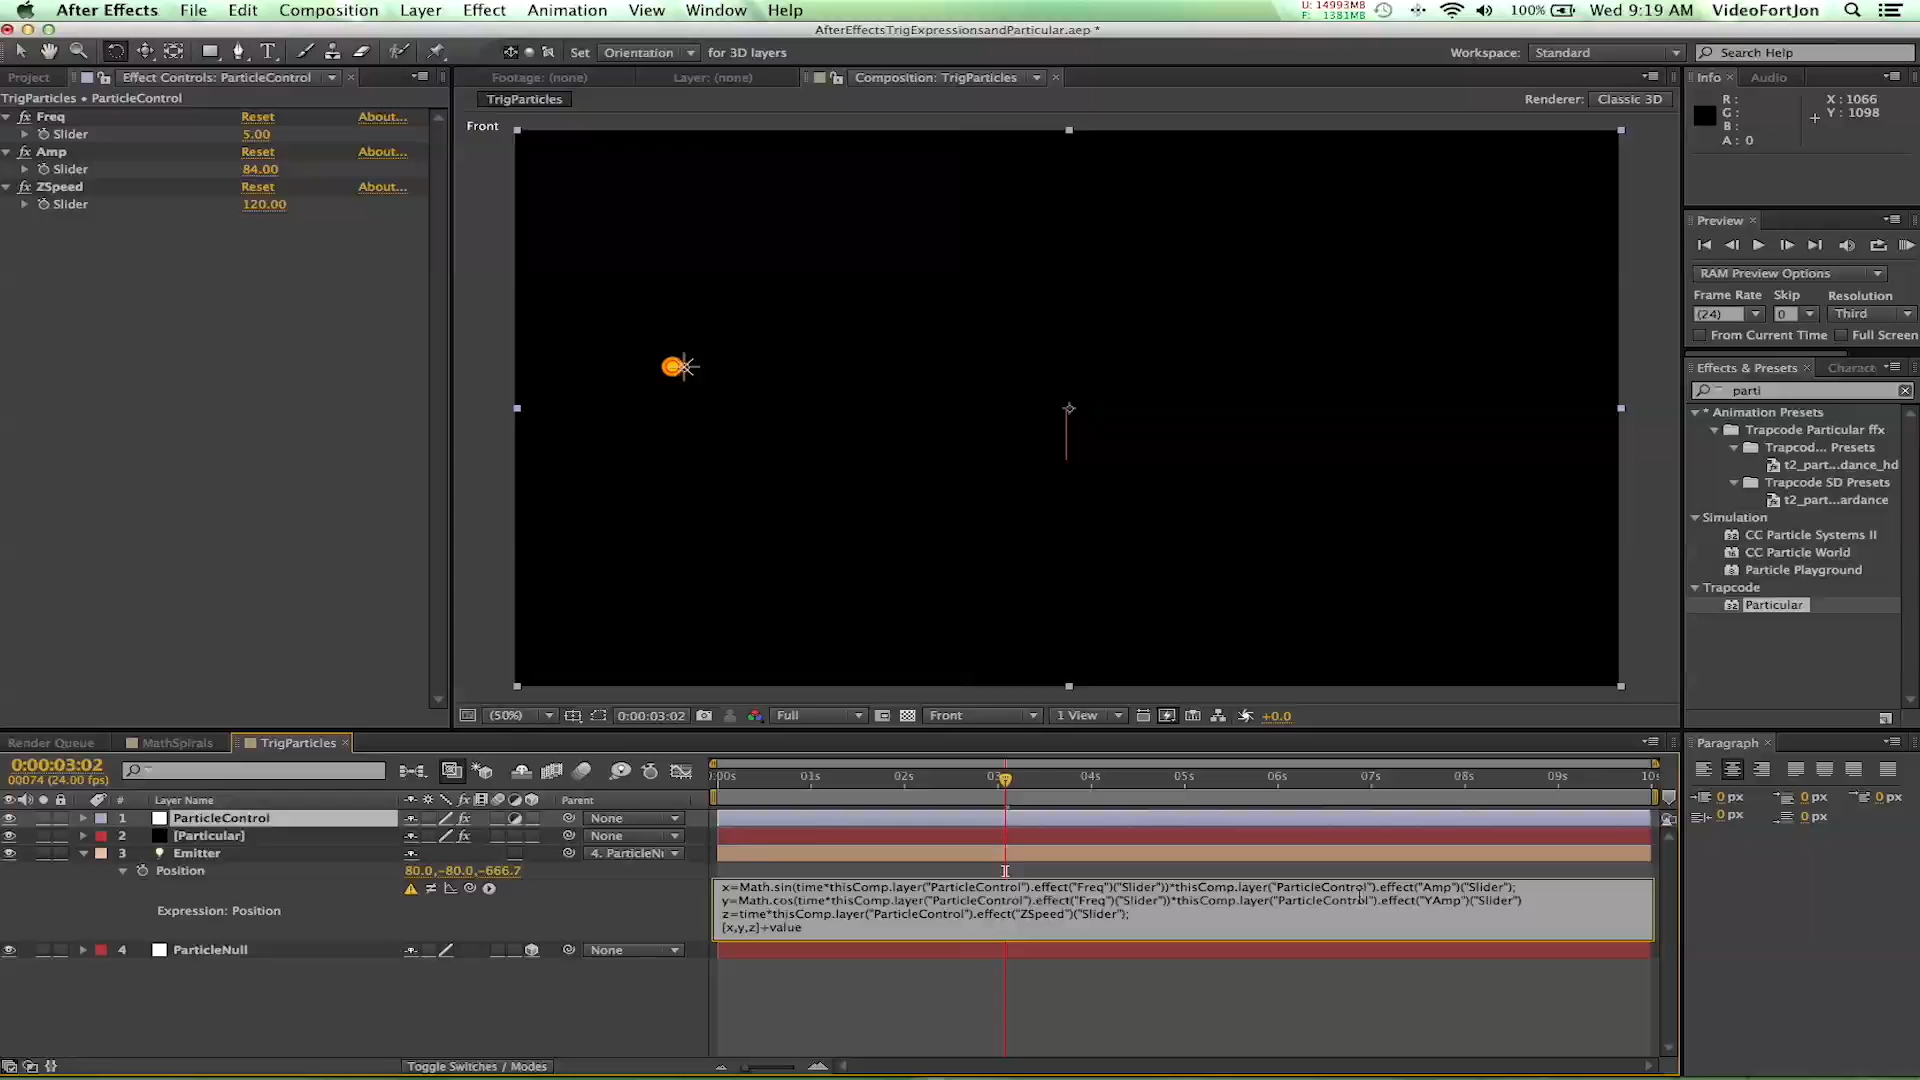 After Effects File Edit Composition Layer Effect Animation View Window Help U: 14993MB F: 1381MB 100% Wed 9:19 AM VideoFortJon
AfterEffectsTrigExpressionsandParticular.aep *
Set Orientation for 3D layers Workspace: Standard Search Help
Project Effect Controls: ParticleControl Footage: (none) Layer: (none) Composition: TrigParticles Info Audio
TrigParticles • ParticleControl TrigParticles Renderer: Classic 3D
R: X: 1066
G: Y: 1098
B:
A: 0
fx Freq Reset About...
Slider 5.00
fx Amp Reset About...
Slider 84.00
fx ZSpeed Reset About...
Slider 120.00
Front
Preview
RAM Preview Options
Frame Rate Skip Resolution
(24) 0 Third
From Current Time Full Screen
Effects & Presets Charact
parti
* Animation Presets
Trapcode Particular ffx
Trapcod... Presets
t2_part...dance_hd
Trapcode SD Presets
t2_part...ardance
Simulation
CC Particle Systems II
CC Particle World
Particle Playground
Trapcode
Particular
(50%) 0:00:03:02 Full Front 1 View +0.0
Render Queue MathSpirals TrigParticles
0:00:03:02
00074 (24.00 fps)
:00s 01s 02s 03s 04s 05s 06s 07s 08s 09s 10s
# Layer Name fx Parent
1 ParticleControl fx None
2 [Particular] fx None
3 Emitter 4. ParticleNu
Position 80.0,-80.0,-666.7
Expression: Position
x=Math.sin(time*thisComp.layer("ParticleControl").effect("Freq")("Slider"))*thisComp.layer("ParticleControl").effect("Amp")("Slider");
y=Math.cos(time*thisComp.layer("ParticleControl").effect("Freq")("Slider"))*thisComp.layer("ParticleControl").effect("YAmp")("Slider")
z=time*thisComp.layer("ParticleControl").effect("ZSpeed")("Slider");
[x,y,z]+value
4 ParticleNull None
Paragraph
0 px 0 px 0 px
0 px 0 px
Toggle Switches / Modes